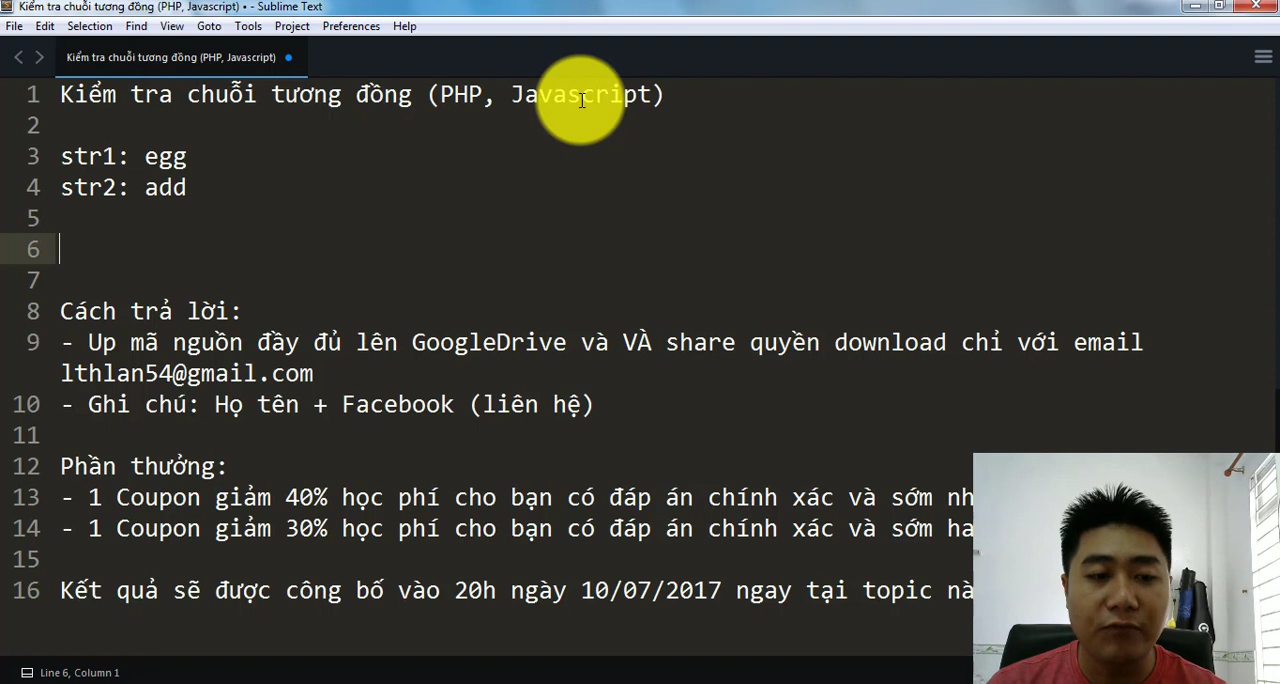 Kiểm tra chuỗi tương đồng (PHP, Javascript) • - Sublime Text
File Edit Selection Find View Goto Tools Project Preferences Help
Kiểm tra chuỗi tương đồng (PHP, Javascript)
1 Kiểm tra chuỗi tương đồng (PHP, Javascript)
2
3 str1: egg
4 str2: add
5
6
7
8 Cách trả lời:
9 - Up mã nguồn đầy đủ lên GoogleDrive và VÀ share quyền download chỉ với email
lthlan54@gmail.com
10 - Ghi chú: Họ tên + Facebook (liên hệ)
11
12 Phần thưởng:
13 - 1 Coupon giảm 40% học phí cho bạn có đáp án chính xác và sớm
14 - 1 Coupon giảm 30% học phí cho bạn có đáp án chính xác và sớm
15
16 Kết quả sẽ được công bố vào 20h ngày 10/07/2017 ngay tại topic
Line 6, Column 1